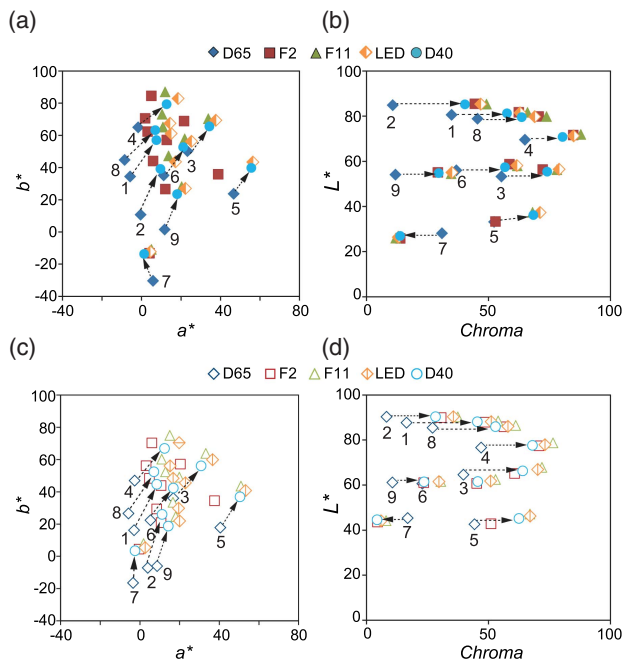 (a) (b)
D65 F2 F11 LED D40
100 100
80 80
60 60
40 40
20 20
0 0
-20
-40
-40 0 40 80 0 50 100
b* L*
a* Chroma
4 8 1 6 3 2 9 5 7
2 1 8 4 9 6 3 5 7
(c) (d)
D65 F2 F11 LED D40
100 100
80 80
60 60
40 40
20 20
0 0
-20
-40
-40 0 40 80 0 50 100
b* L*
a* Chroma
4 8 1 6 3 5 2 9 7
2 1 8 4 3 9 6 7 5